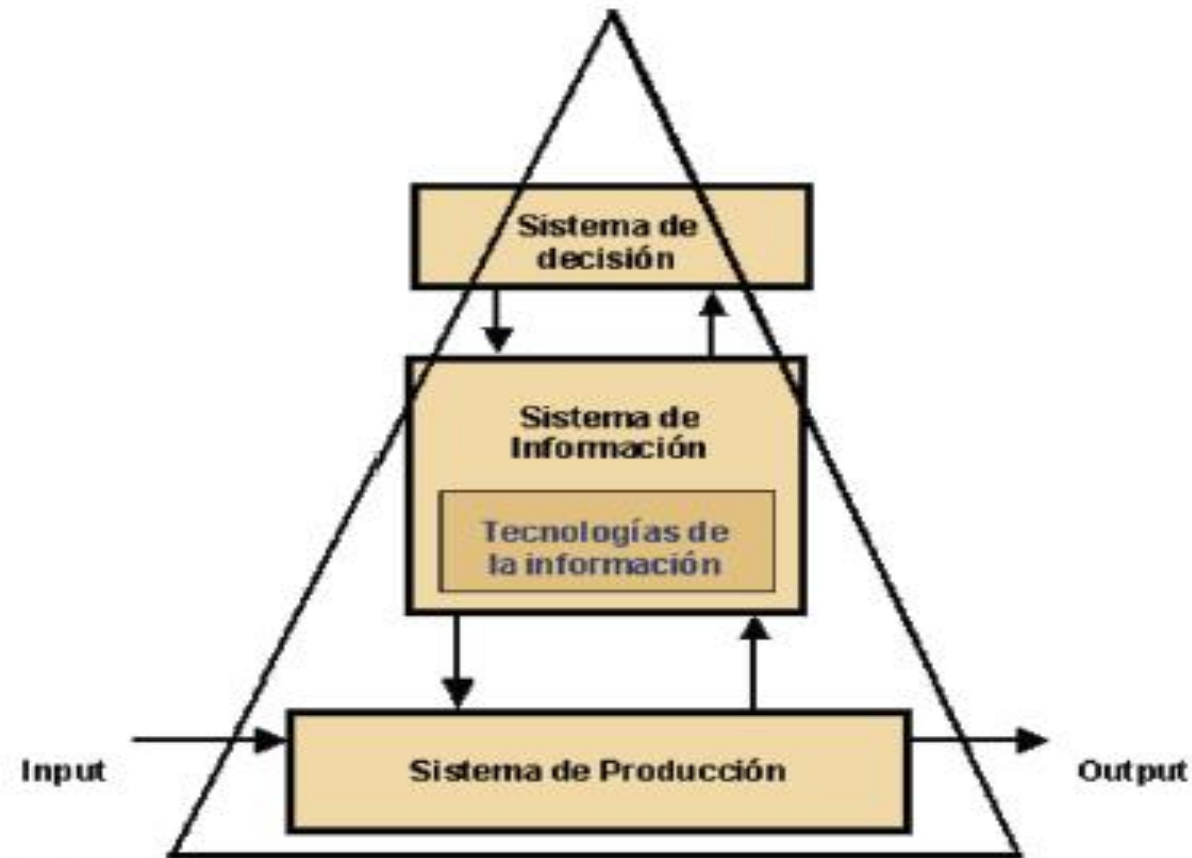 Sistema de
decisión
Sistema de
Información
Tecnologías de
la información
Input
Sistema de Producción
Output